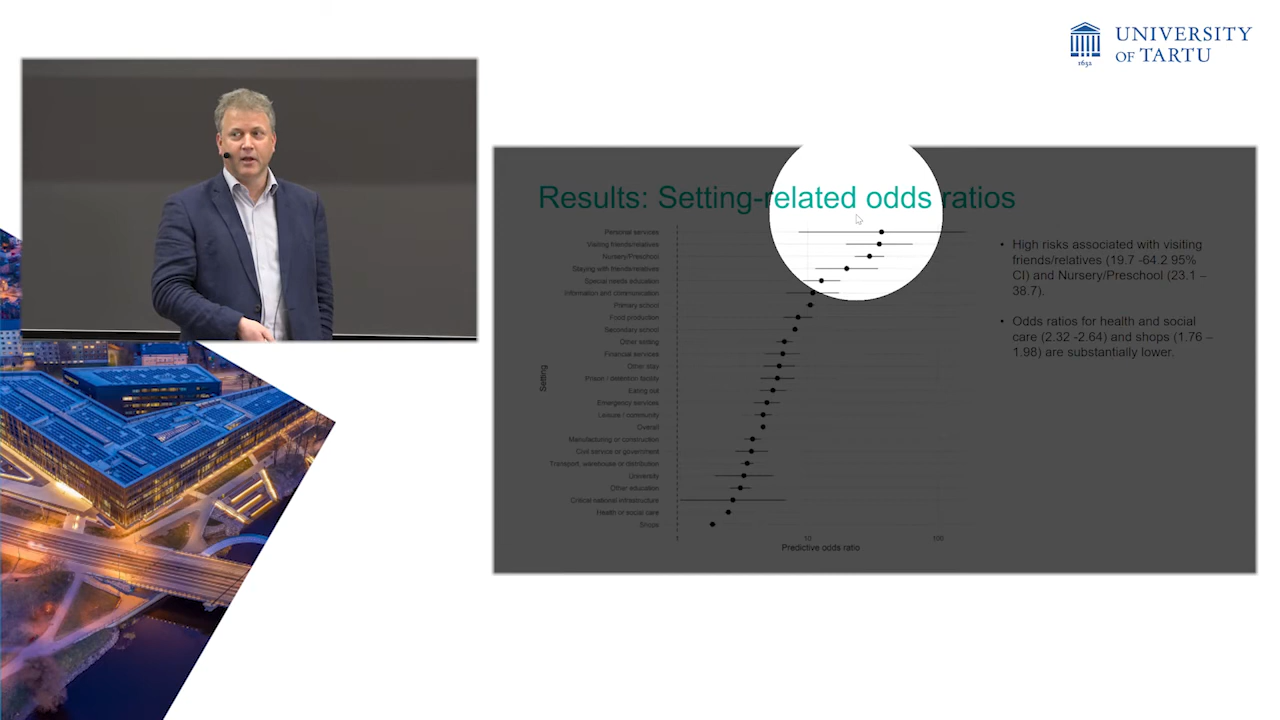 UNIVERSITY
OF TARTU
1632
Results: Setting-related odds ratios
Personal services
Visiting friends/relatives
Nursery/Preschool
Staying with friends/relatives
Special needs education
Information and communication
Primary school
Food production
Secondary school
Other setting
Financial services
Other stay
Prison / detention facility
Eating out
Emergency services
Leisure / community
Overall
Manufacturing or construction
Civil service or government
Transport, warehouse or distribution
University
Other education
Critical national infrastructure
Health or social care
Shops
Setting
1
10
100
Predictive odds ratio
• High risks associated with visiting
friends/relatives (19.7 -64.2 95%
CI) and Nursery/Preschool (23.1 –
38.7).
• Odds ratios for health and social
care (2.32 -2.64) and shops (1.76 –
1.98) are substantially lower.